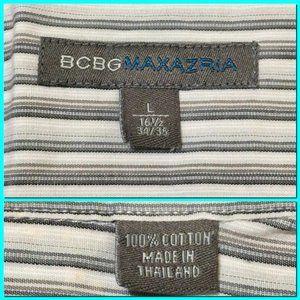 BCBGMAXAZRIA
L
16½
34/35
100% COTTON
MADE IN
THAILAND